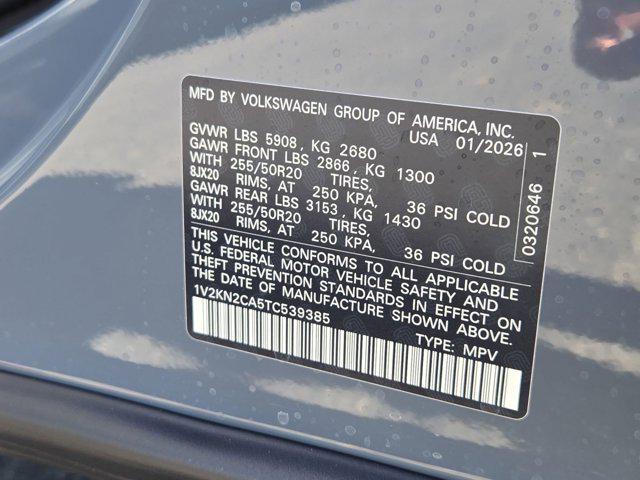 MFD BY VOLKSWAGEN GROUP OF AMERICA, INC.
USA 01/2026
GVWR LBS 5908, KG 2680
GAWR FRONT LBS 2866, KG 1300
WITH 255/50R20 TIRES,
8JX20 RIMS, AT 250 KPA, 36 PSI COLD
GAWR REAR LBS 3153, KG 1430
WITH 255/50R20 TIRES,
8JX20 RIMS, AT 250 KPA, 36 PSI COLD
THIS VEHICLE CONFORMS TO ALL APPLICABLE
U.S. FEDERAL MOTOR VEHICLE SAFETY AND
THEFT PREVENTION STANDARDS IN EFFECT ON
THE DATE OF MANUFACTURE SHOWN ABOVE.
1V2KN2CA5TC539385
TYPE: MPV
0320646 1